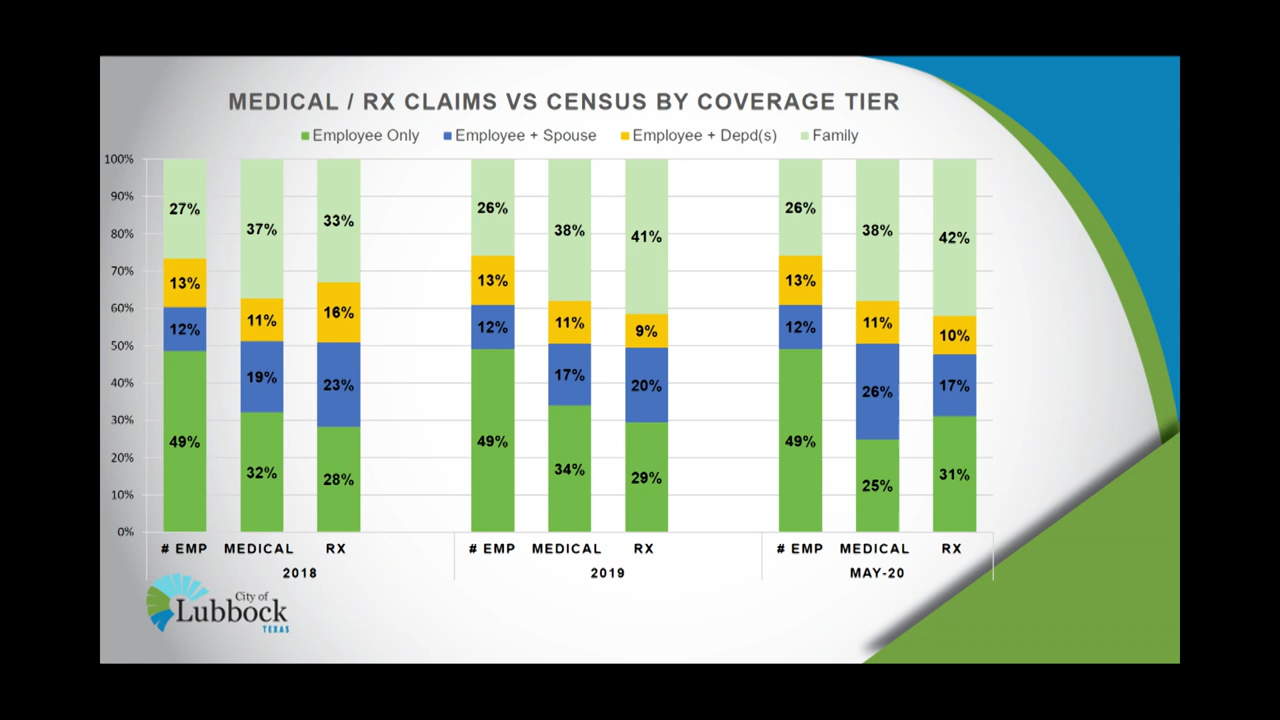 MEDICAL / RX CLAIMS VS CENSUS BY COVERAGE TIER
Employee Only Employee + Spouse Employee + Depd(s) Family
100%
90%
80%
70%
60%
50%
40%
30%
20%
10%
0%
27% 37% 33% 26% 38% 41% 26% 38% 42%
13% 11% 16% 13% 11% 9% 13% 11% 10%
12% 19% 23% 12% 17% 20% 12% 26% 17%
49% 32% 28% 49% 34% 29% 49% 25% 31%
# EMP MEDICAL RX # EMP MEDICAL RX # EMP MEDICAL RX
2018 2019 MAY-20
City of
Lubbock
TEXAS